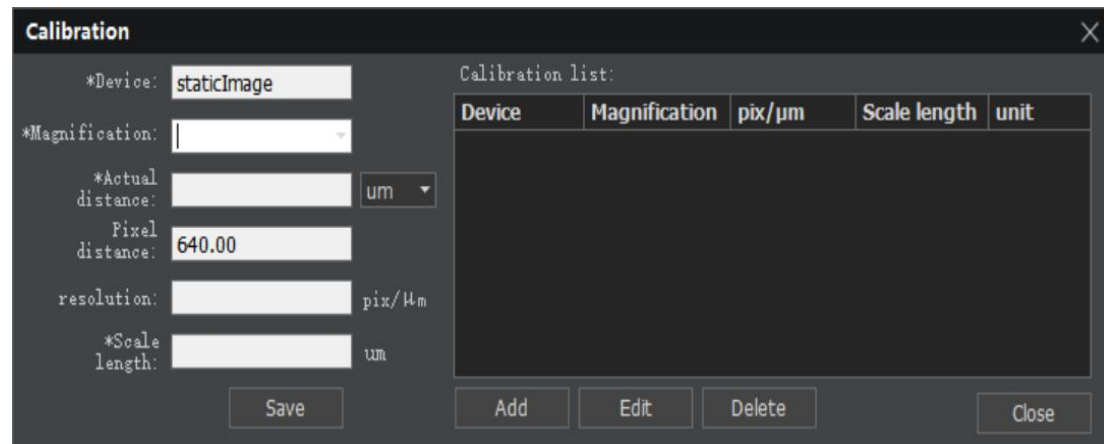 Calibration
*Device: staticImage
*Magnification:
*Actual
distance: um
Pixel
distance: 640.00
resolution: pix/μm
*Scale
length: um
Save
Calibration list:
Device Magnification pix/μm Scale length unit
Add Edit Delete Close